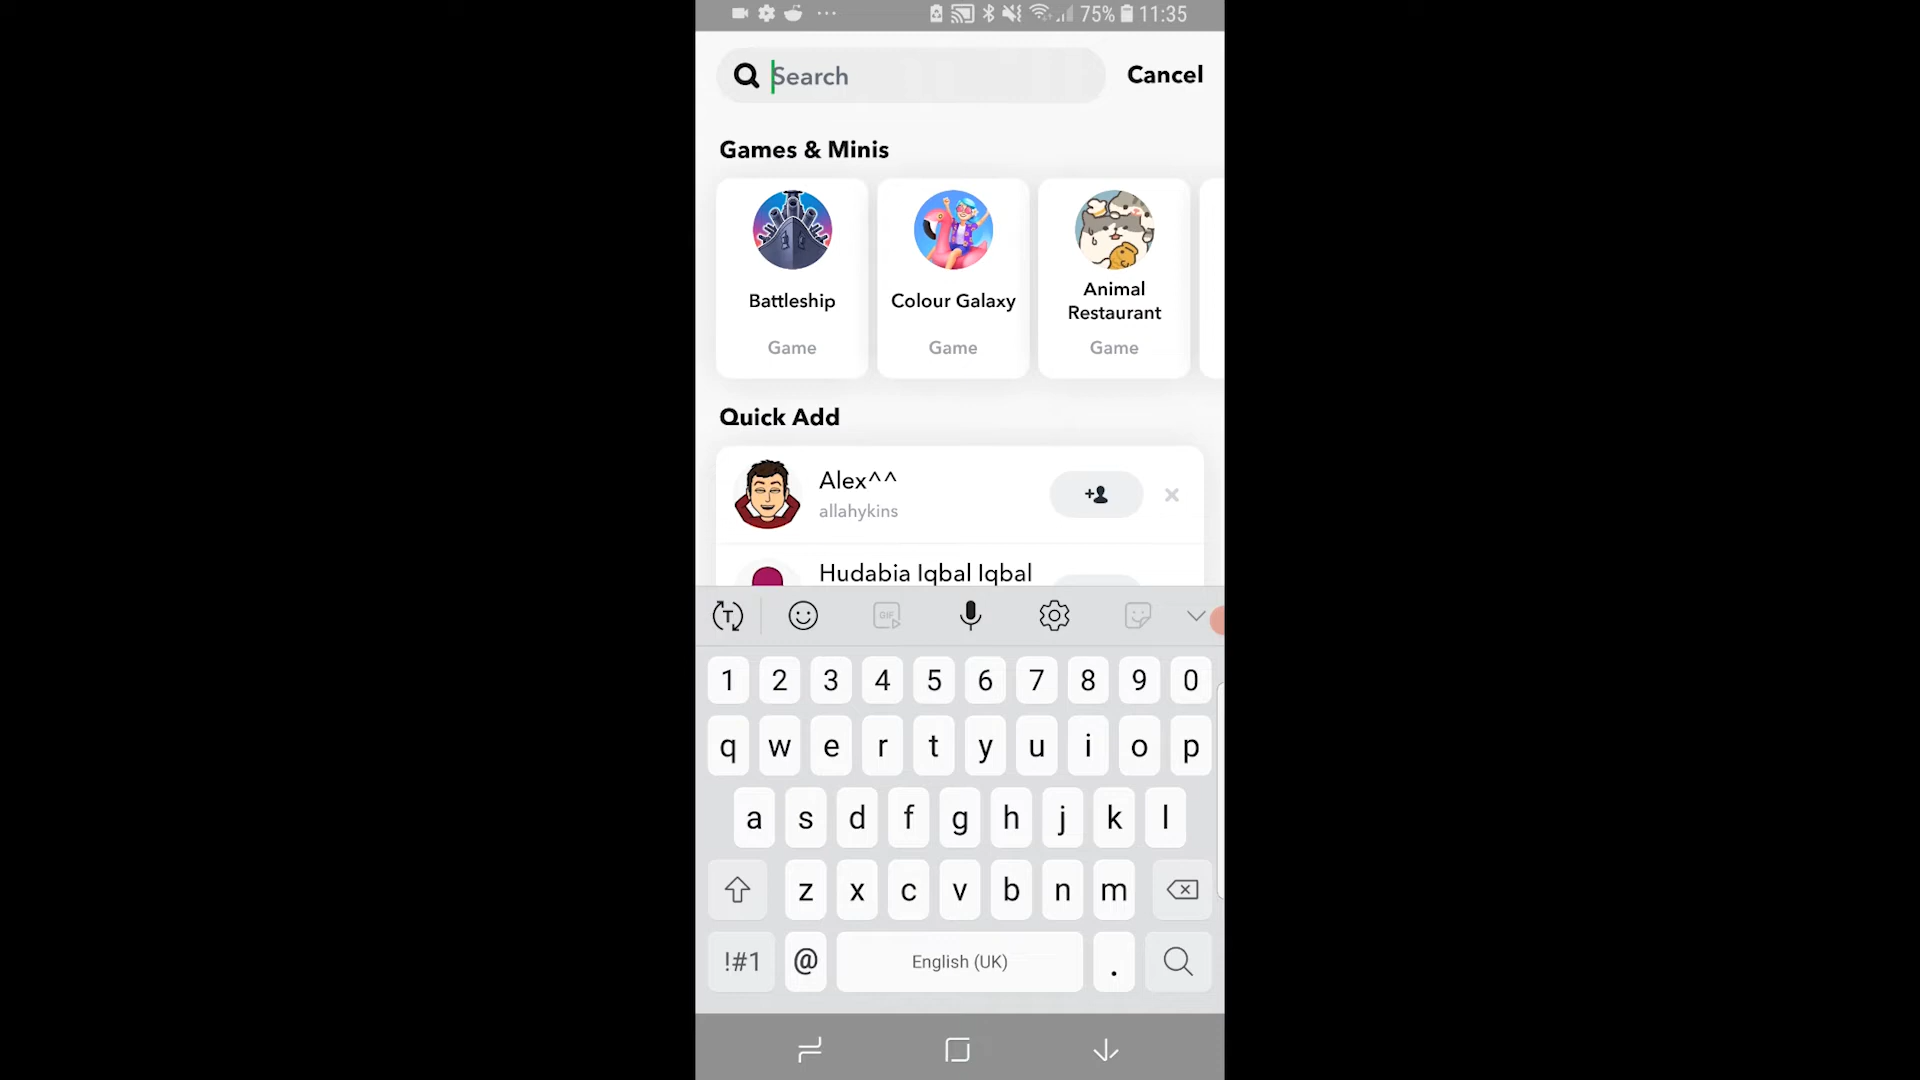 75% 11:35
Search
Cancel
Games & Minis
Battleship
Game
Colour Galaxy
Game
Animal
Restaurant
Game
Quick Add
Alex^^
allahykins
Hudabia Iqbal Iqbal
T
GIF
1 2 3 4 5 6 7 8 9 0
q w e r t y u i o p
a s d f g h j k l
z x c v b n m
!#1 @ English (UK) .